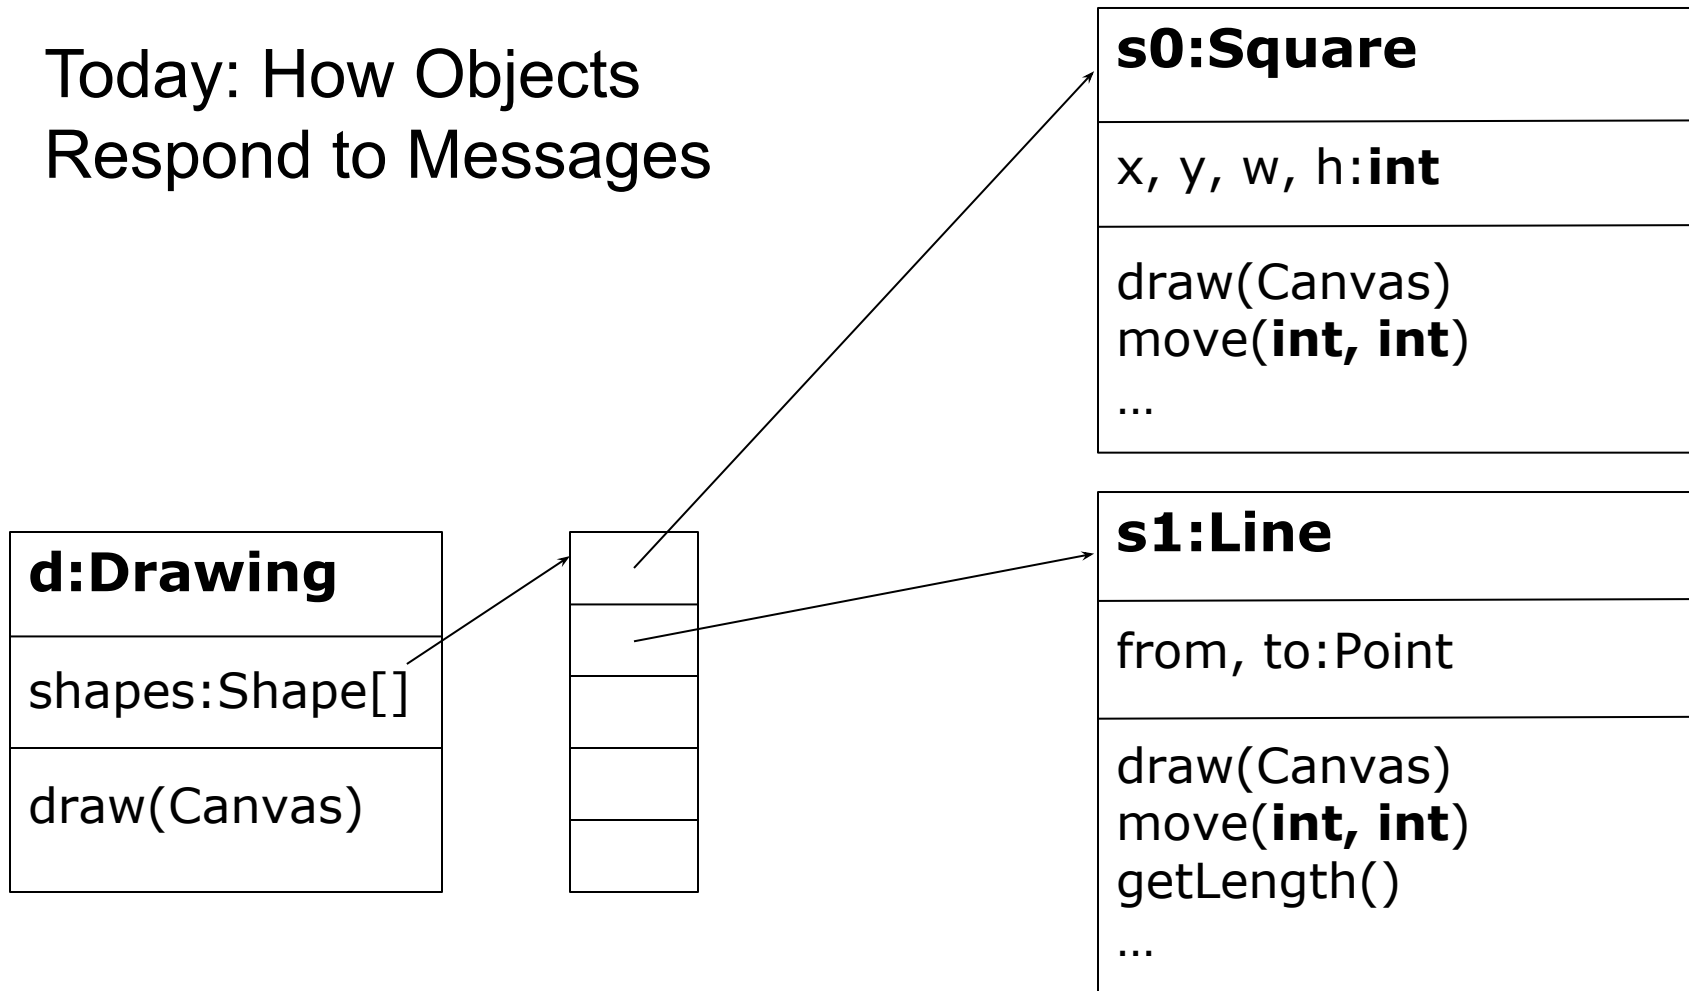 Today: How Objects
Respond to Messages
s0:Square
x, y, w, h:int
draw(Canvas)
move(int, int)
…
d:Drawing
shapes:Shape[]
draw(Canvas)
s1:Line
from, to:Point
draw(Canvas)
move(int, int)
getLength()
…